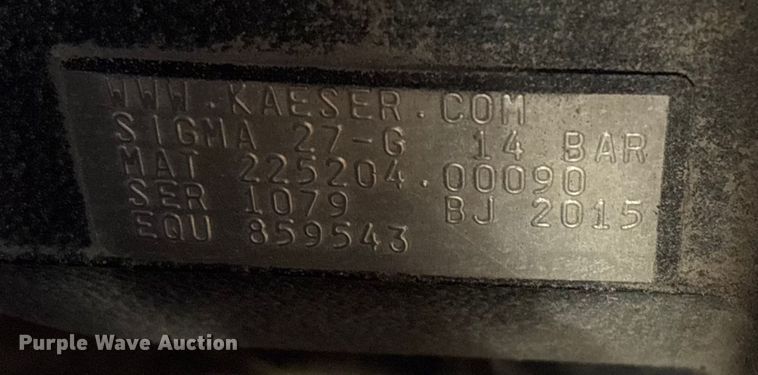 WWW.KAESER.COM
SIGMA 27-G 14 BAR
MAT 225204.00090
SER 1079 BJ 2015
EQU 859543
Purple Wave Auction